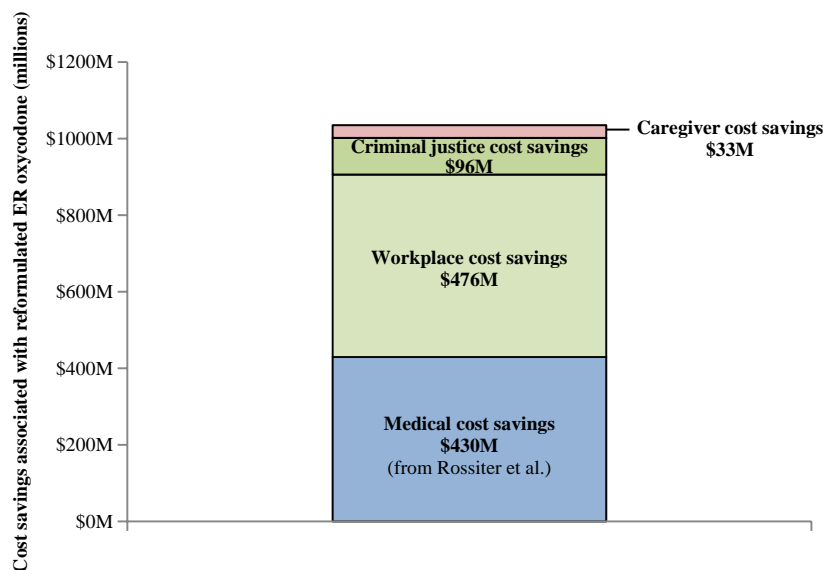 Cost savings associated with reformulated ER oxycodone (millions)
$1200M
$1000M
$800M
$600M
$400M
$200M
$0M
Caregiver cost savings
$33M
Criminal justice cost savings
$96M
Workplace cost savings
$476M
Medical cost savings
$430M
(from Rossiter et al.)